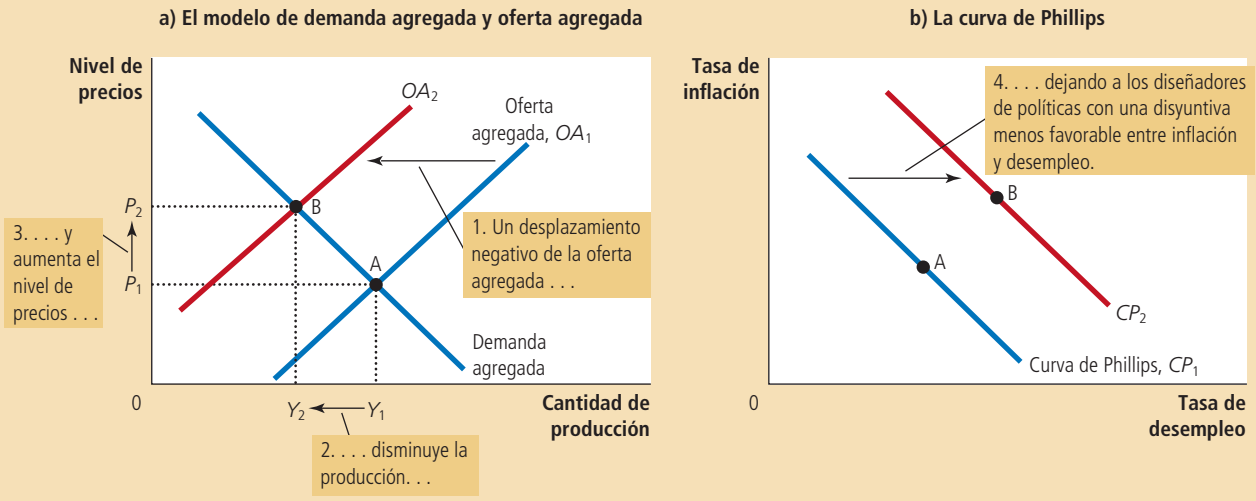 a) El modelo de demanda agregada y oferta agregada
Nivel de
precios
OA2
Oferta
agregada, OA1
P2
B
3. . . . y
aumenta el
nivel de
precios . . .
P1
A
1. Un desplazamiento
negativo de la oferta
agregada . . .
Demanda
agregada
0
Y2
Y1
Cantidad de
producción
2. . . . disminuye la
producción. . .
b) La curva de Phillips
Tasa de
inflación
4. . . . dejando a los diseñadores
de políticas con una disyuntiva
menos favorable entre inflación
y desempleo.
B
A
CP2
Curva de Phillips, CP1
0
Tasa de
desempleo